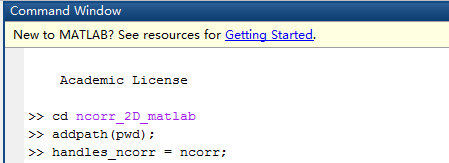 Command Window
New to MATLAB? See resources for Getting Started.
Academic License
>> cd ncorr_2D_matlab
>> addpath(pwd);
>> handles_ncorr = ncorr;